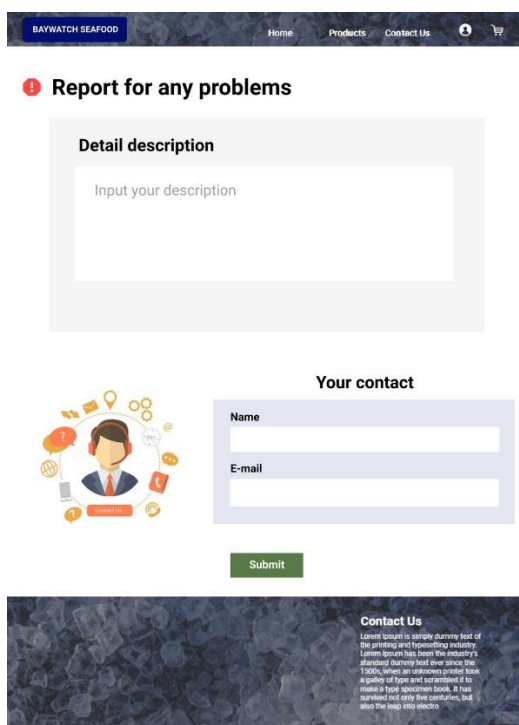 BAYWATCH SEAFOOD
Home Products Contact Us
Report for any problems
Detail description
Input your description
Your contact
Name
E-mail
Contact Us
Submit
Contact Us
Lorem Ipsum is simply dummy text of
the printing and typesetting industry.
Lorem Ipsum has been the industry's
standard dummy text ever since the
1500s, when an unknown printer took
a galley of type and scrambled it to
make a type specimen book. It has
survived not only five centuries, but
also the leap into electro